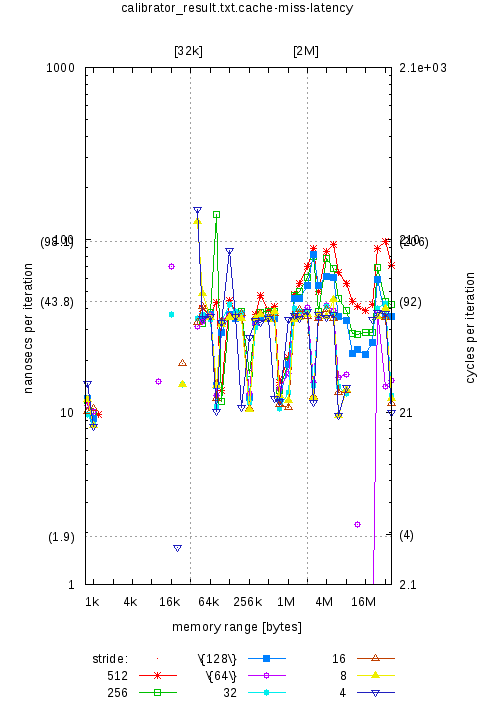 calibrator_result.txt.cache-miss-latency
[32k] [2M]
1000 2.1e+03
100 210
(98.1) (206)
(43.8) (92)
10 21
(1.9) (4)
1 2.1
nanosecs per iteration
cycles per iteration
1k 4k 16k 64k 256k 1M 4M 16M
memory range [bytes]
stride: \{128\} 16
512 \{64\} 8
256 32 4